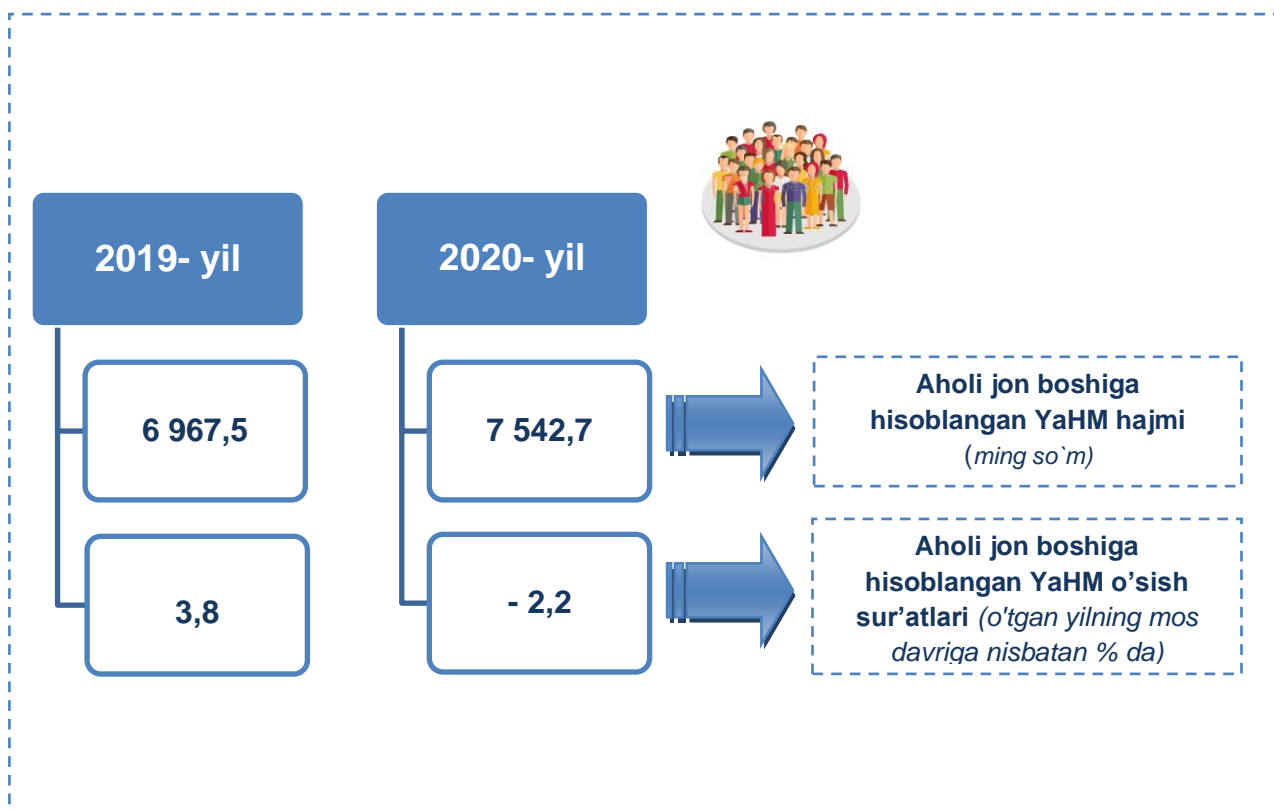 2019- yil
2020- yil
6 967,5
7 542,7
Aholi jon boshiga
hisoblangan YaHM hajmi
(ming so`m)
3,8
- 2,2
Aholi jon boshiga
hisoblangan YaHM o’sish
sur’atlari (o'tgan yilning mos
davriga nisbatan % da)